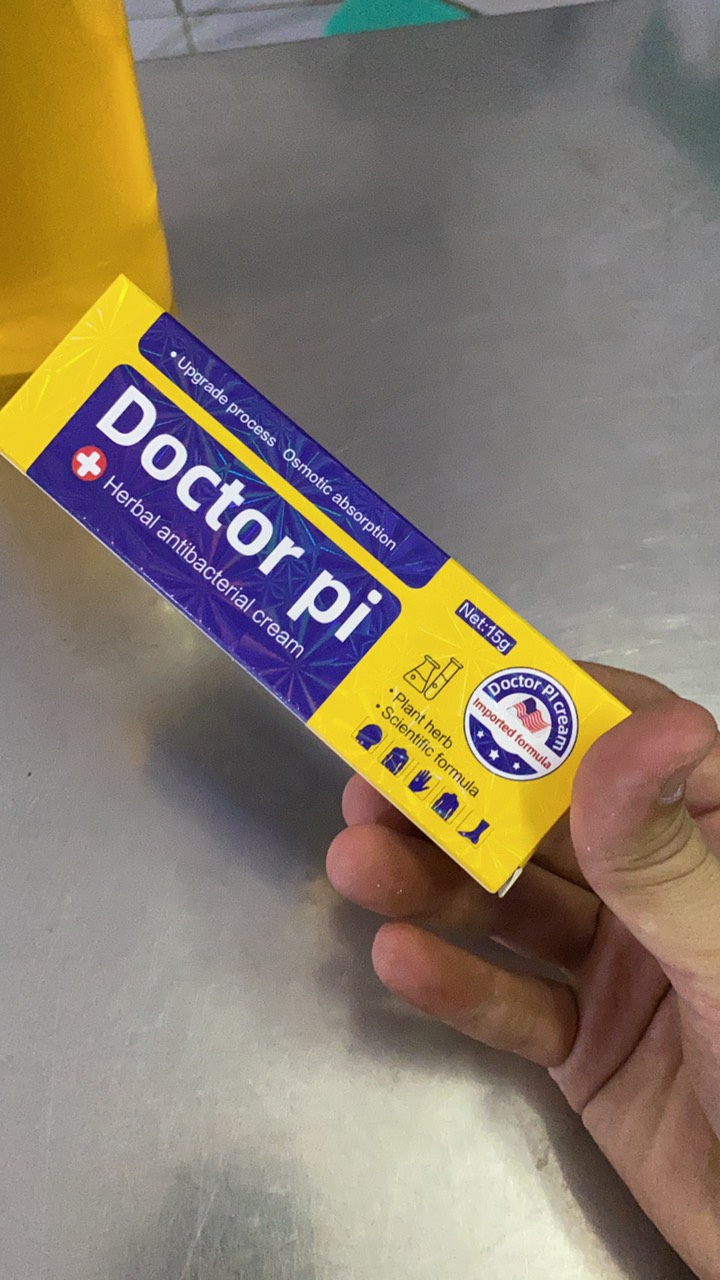 • Upgrade process Osmotic absorption
Doctor pi
Herbal antibacterial cream
Net:15g
• Plant herb
• Scientific formula
Doctor PI cream
Imported formula